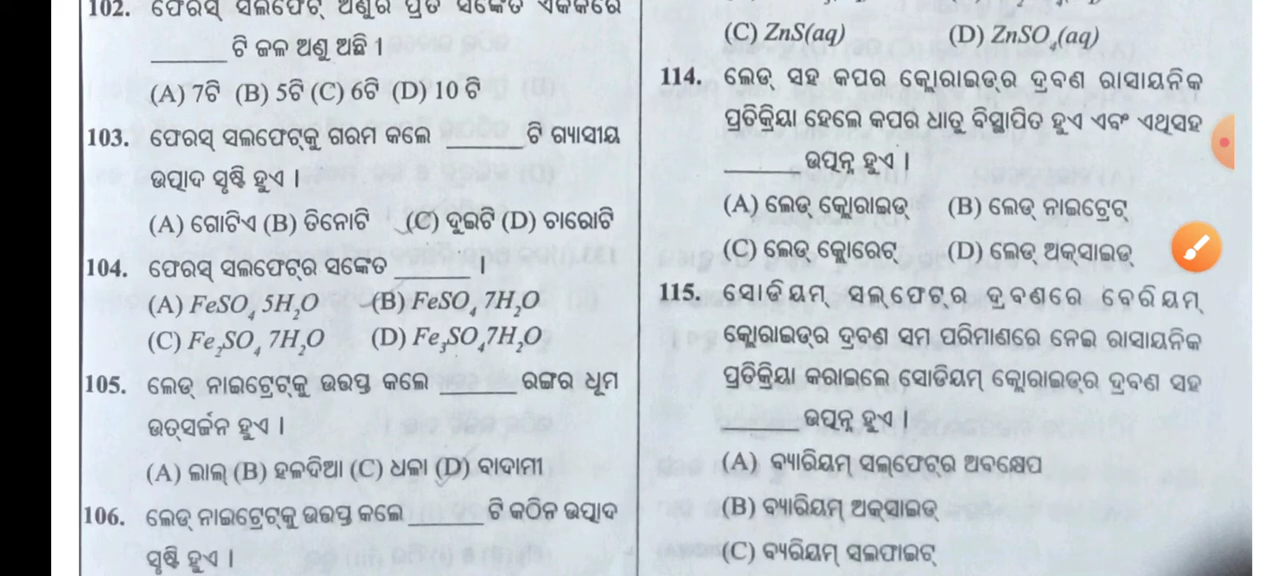 102. ଫେରସ୍ ସଲଫେଟ୍ ଅଣୁର ପ୍ରତି ସଙ୍କେତ ଏକକରେ
______ ଟି ଜଳ ଅଣୁ ଅଛି ।
(A) 7ଟି (B) 5ଟି (C) 6ଟି (D) 10 ଟି
103. ଫେରସ୍ ସଲଫେଟ୍‌କୁ ଗରମ କଲେ ______ଟି ଗ୍ୟାସୀୟ
ଉତ୍ପାଦ ସୃଷ୍ଟି ହୁଏ ।
(A) ଗୋଟିଏ (B) ତିନୋଟି (C) ଦୁଇଟି (D) ଚାରୋଟି
104. ଫେରସ୍ ସଲଫେଟ୍‌ର ସଙ୍କେତ ______ ।
(A) FeSO₄ 5H₂O (B) FeSO₄ 7H₂O
(C) Fe₂SO₄ 7H₂O (D) Fe₃SO₄7H₂O
105. ଲେଡ୍ ନାଇଟ୍ରେଟ୍‌କୁ ଉତ୍ତପ୍ତ କଲେ ______ରଙ୍ଗର ଧୂମ
ଉତ୍‌ସର୍ଜନ ହୁଏ ।
(A) ଲାଲ୍ (B) ହଳଦିଆ (C) ଧଳା (D) ବାଦାମୀ
106. ଲେଡ୍ ନାଇଟ୍ରେଟ୍‌କୁ ଉତ୍ତପ୍ତ କଲେ______ଟି କଠିନ ଉତ୍ପାଦ
ସୃଷ୍ଟି ହୁଏ ।
(C) ZnS(aq) (D) ZnSO₄(aq)
114. ଲେଡ୍ ସହ କପର କ୍ଲୋରାଇଡ୍‌ର ଦ୍ରବଣ ରାସାୟନିକ
ପ୍ରତିକ୍ରିୟା ହେଲେ କପର ଧାତୁ ବିସ୍ଥାପିତ ହୁଏ ଏବଂ ଏଥିସହ
______ ଉତ୍ପନ୍ନ ହୁଏ ।
(A) ଲେଡ୍ କ୍ଲୋରାଇଡ୍ (B) ଲେଡ୍ ନାଇଟ୍ରେଟ୍
(C) ଲେଡ୍ କ୍ଲୋରେଟ୍ (D) ଲେଡ୍ ଅକ୍‌ସାଇଡ୍
115. ସୋଡିୟମ୍ ସଲ୍‌ଫେଟ୍‌ର ଦ୍ରବଣରେ ବେରିୟମ୍
କ୍ଲୋରାଇଡ୍‌ର ଦ୍ରବଣ ସମ ପରିମାଣରେ ନେଇ ରାସାୟନିକ
ପ୍ରତିକ୍ରିୟା କରାଇଲେ ସୋଡିୟମ୍ କ୍ଲୋରାଇଡ୍‌ର ଦ୍ରବଣ ସହ
______ ଉତ୍ପନ୍ନ ହୁଏ ।
(A) ବ୍ୟାରିୟମ୍ ସଲ୍‌ଫେଟ୍‌ର ଅବକ୍ଷେପ
(B) ବ୍ୟାରିୟମ୍ ଅକ୍‌ସାଇଡ୍
(C) ବ୍ୟରିୟମ୍ ସଲଫାଇଟ୍